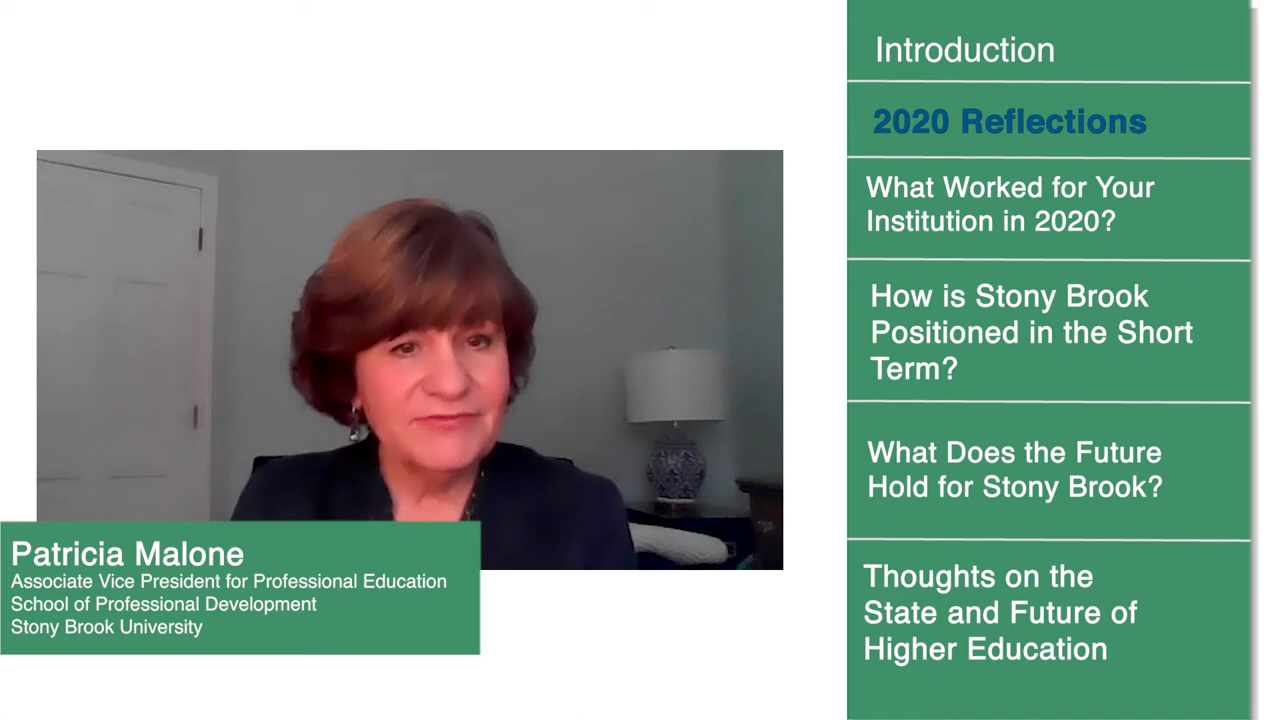 Patricia Malone
Associate Vice President for Professional Education
School of Professional Development
Stony Brook University
Introduction
2020 Reflections
What Worked for Your
Institution in 2020?
How is Stony Brook
Positioned in the Short
Term?
What Does the Future
Hold for Stony Brook?
Thoughts on the
State and Future of
Higher Education